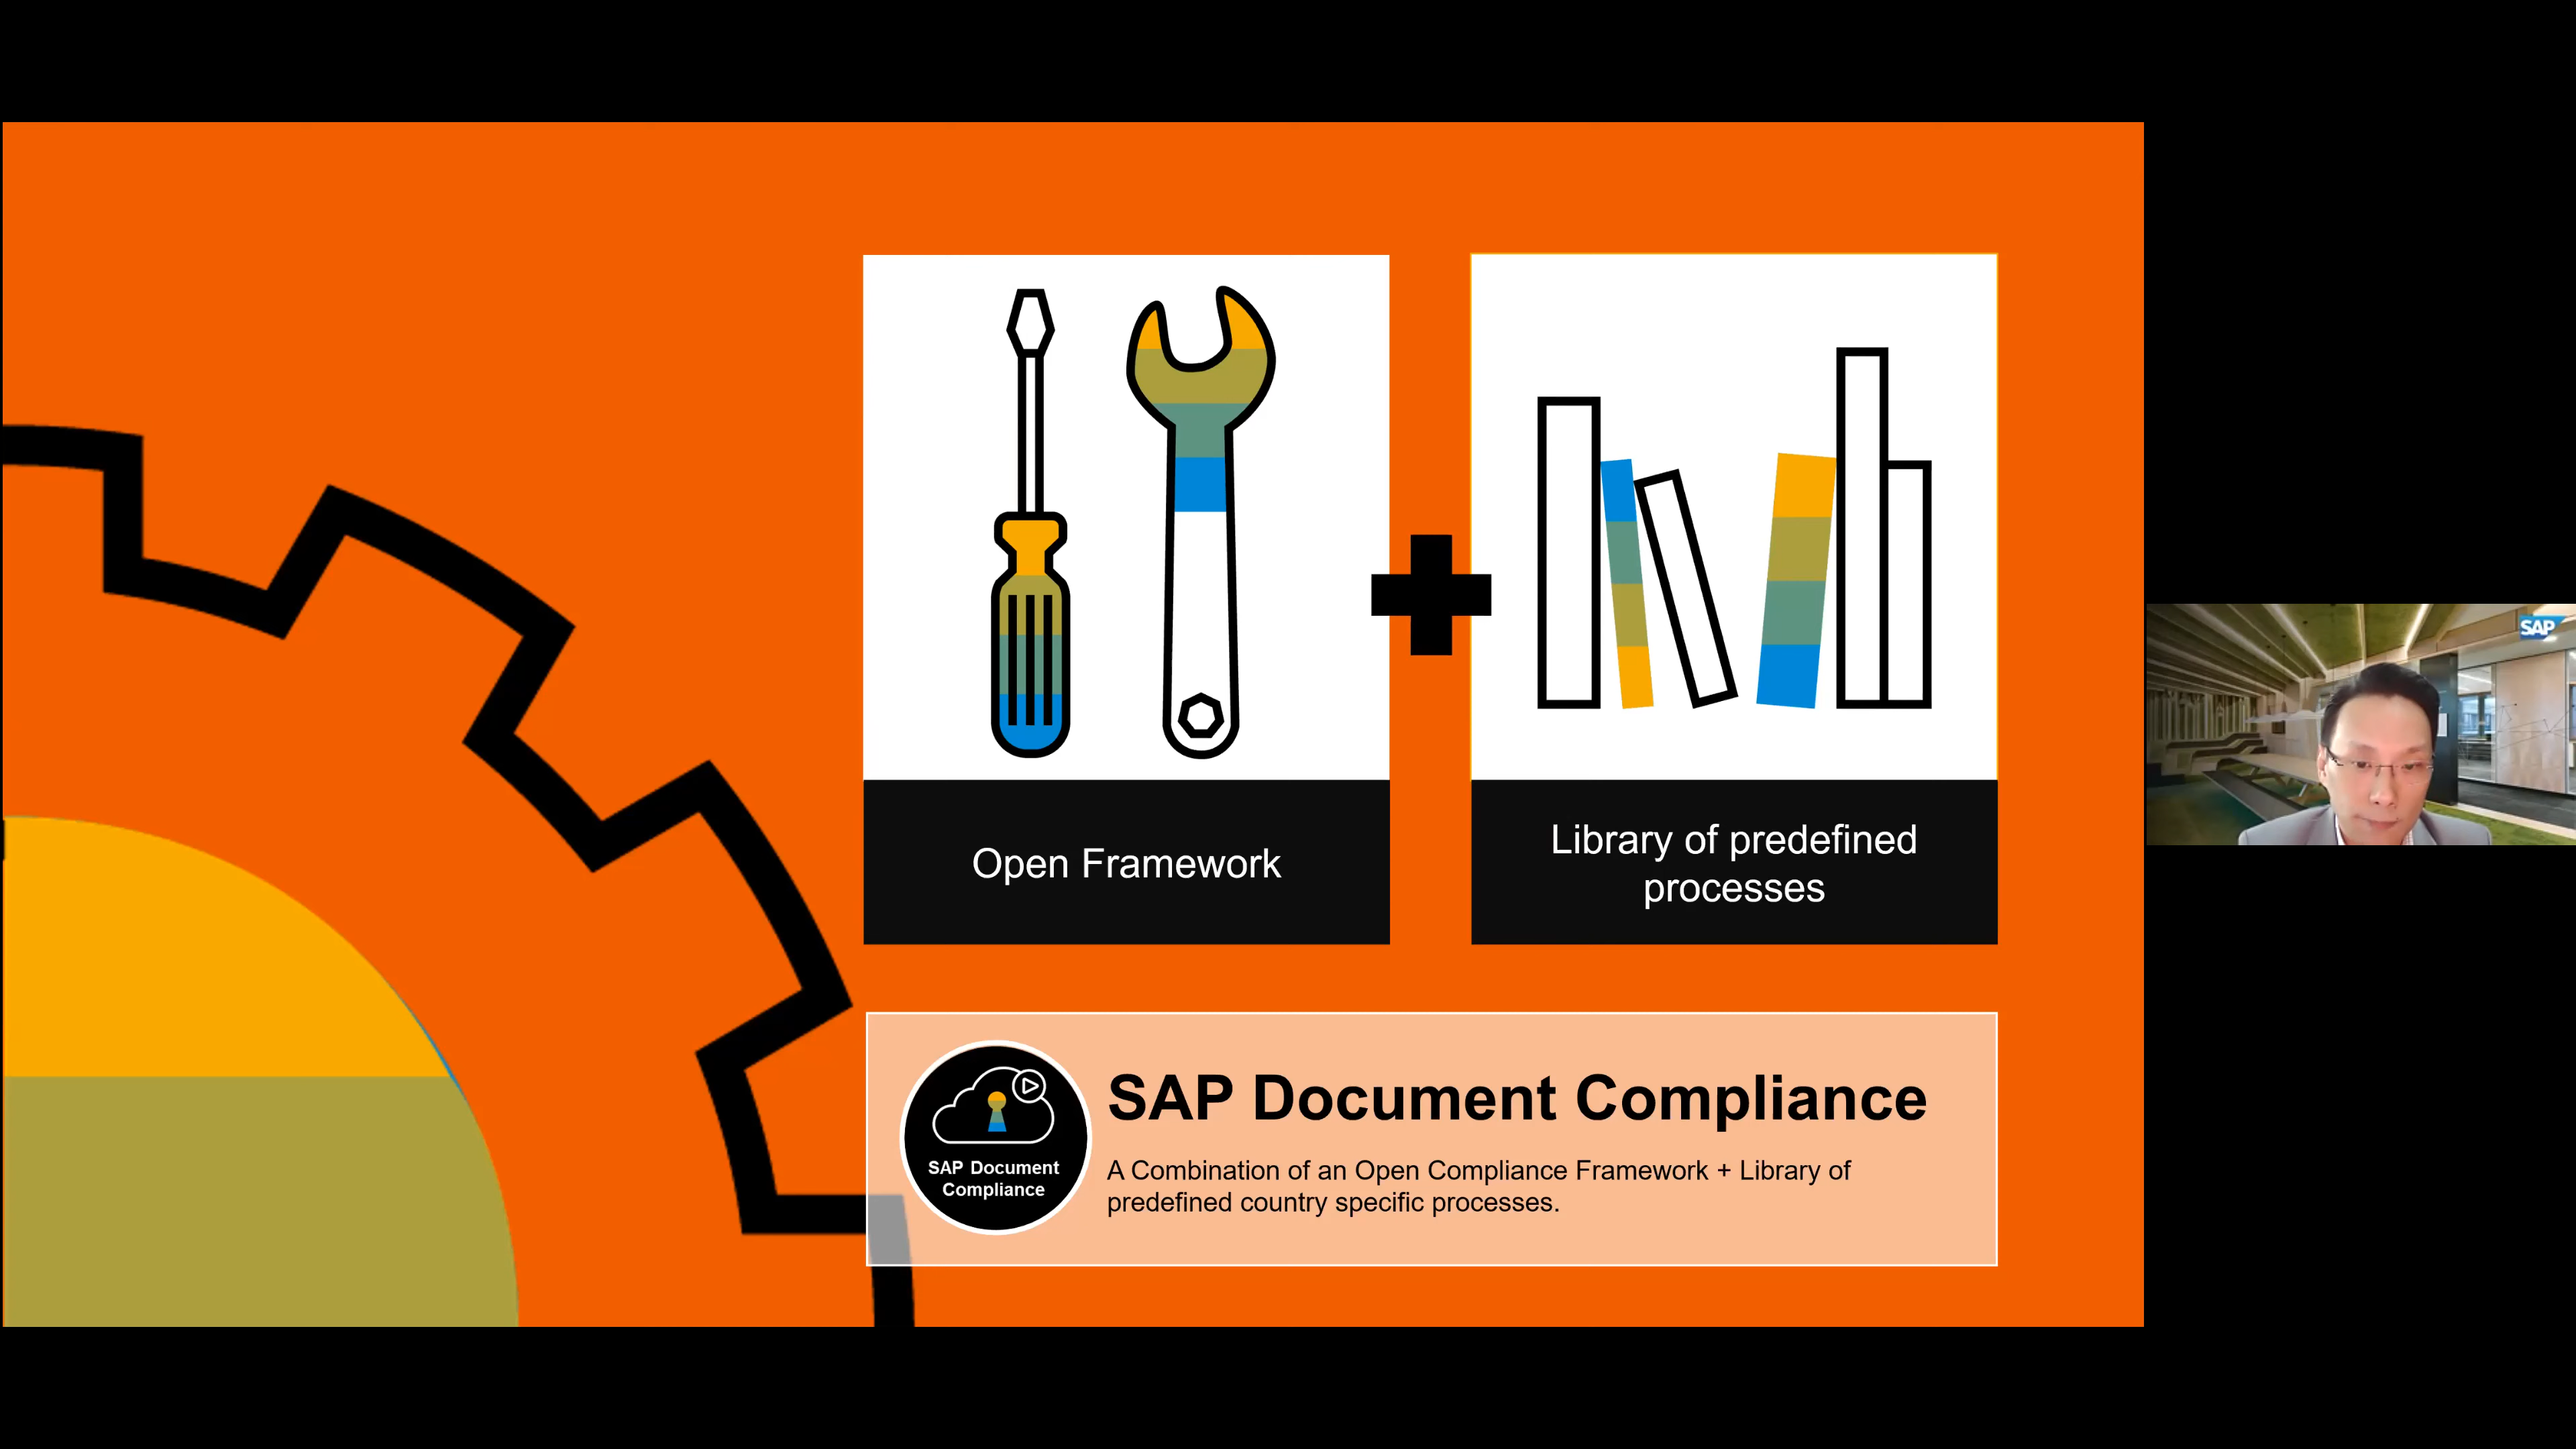 Open Framework
Library of predefined
processes
SAP Document
Compliance
SAP Document Compliance
A Combination of an Open Compliance Framework + Library of
predefined country specific processes.
SAP